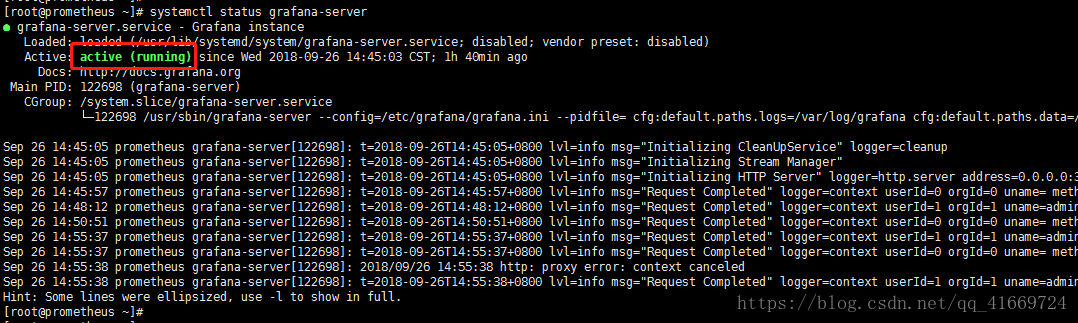 [root@prometheus ~]#
[root@prometheus ~]# systemctl status grafana-server
● grafana-server.service - Grafana instance
Loaded: loaded (/usr/lib/systemd/system/grafana-server.service; disabled; vendor preset: disabled)
Active: active (running) since Wed 2018-09-26 14:45:03 CST; 1h 40min ago
Docs: http://docs.grafana.org
Main PID: 122698 (grafana-server)
CGroup: /system.slice/grafana-server.service
└─122698 /usr/sbin/grafana-server --config=/etc/grafana/grafana.ini --pidfile= cfg:default.paths.logs=/var/log/grafana cfg:default.paths.data=/
Sep 26 14:45:05 prometheus grafana-server[122698]: t=2018-09-26T14:45:05+0800 lvl=info msg="Initializing CleanUpService" logger=cleanup
Sep 26 14:45:05 prometheus grafana-server[122698]: t=2018-09-26T14:45:05+0800 lvl=info msg="Initializing Stream Manager"
Sep 26 14:45:05 prometheus grafana-server[122698]: t=2018-09-26T14:45:05+0800 lvl=info msg="Initializing HTTP Server" logger=http.server address=0.0.0.0:3
Sep 26 14:45:57 prometheus grafana-server[122698]: t=2018-09-26T14:45:57+0800 lvl=info msg="Request Completed" logger=context userId=0 orgId=0 uname= meth
Sep 26 14:48:12 prometheus grafana-server[122698]: t=2018-09-26T14:48:12+0800 lvl=info msg="Request Completed" logger=context userId=1 orgId=1 uname=admin
Sep 26 14:50:51 prometheus grafana-server[122698]: t=2018-09-26T14:50:51+0800 lvl=info msg="Request Completed" logger=context userId=0 orgId=0 uname= meth
Sep 26 14:55:37 prometheus grafana-server[122698]: t=2018-09-26T14:55:37+0800 lvl=info msg="Request Completed" logger=context userId=1 orgId=1 uname=admin
Sep 26 14:55:37 prometheus grafana-server[122698]: t=2018-09-26T14:55:37+0800 lvl=info msg="Request Completed" logger=context userId=0 orgId=0 uname= meth
Sep 26 14:55:38 prometheus grafana-server[122698]: 2018/09/26 14:55:38 http: proxy error: context canceled
Sep 26 14:55:38 prometheus grafana-server[122698]: t=2018-09-26T14:55:38+0800 lvl=info msg="Request Completed" logger=context userId=1 orgId=1 uname=admin
Hint: Some lines were ellipsized, use -l to show in full.
[root@prometheus ~]#
https://blog.csdn.net/qq_41669724